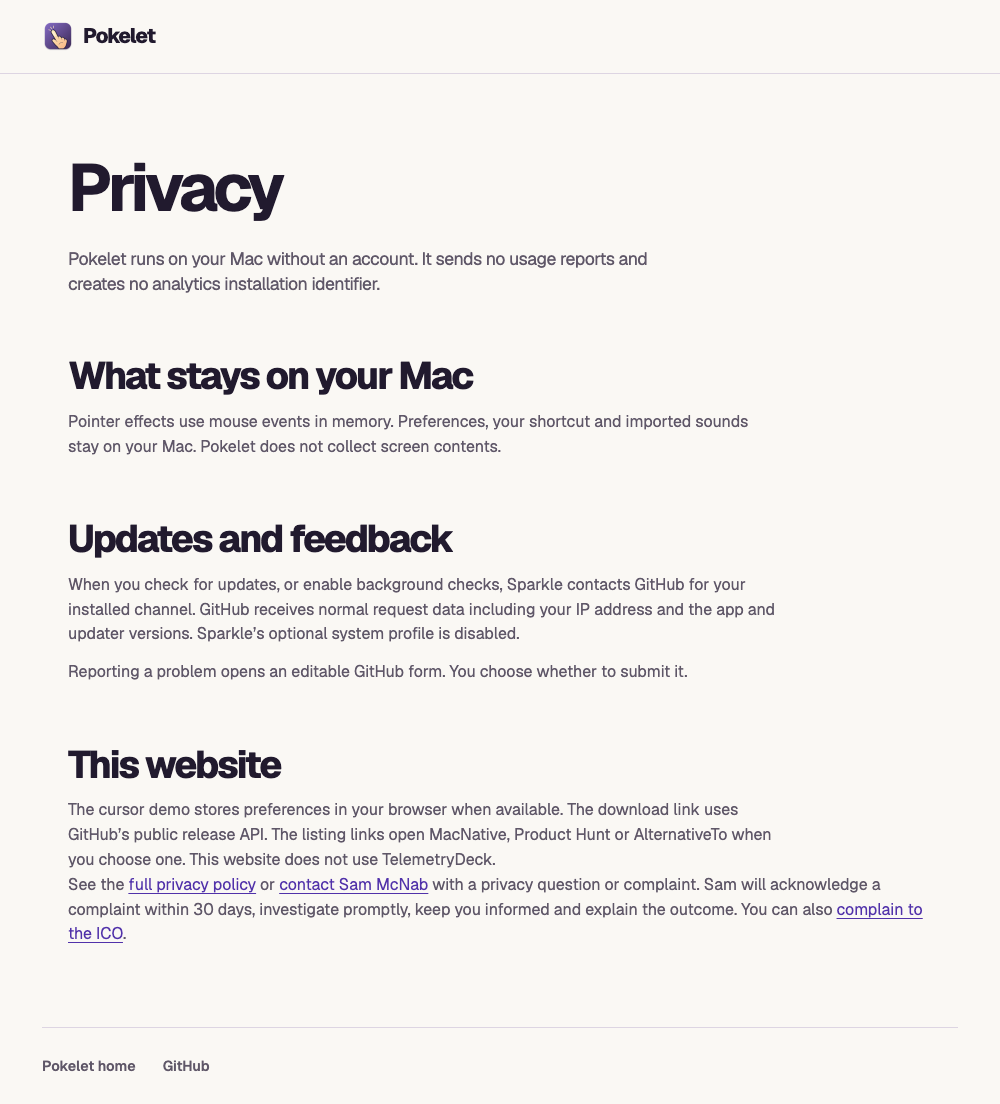 Pokelet
Privacy
Pokelet runs on your Mac without an account. It sends no usage reports and
creates no analytics installation identifier.
What stays on your Mac
Pointer effects use mouse events in memory. Preferences, your shortcut and imported sounds
stay on your Mac. Pokelet does not collect screen contents.
Updates and feedback
When you check for updates, or enable background checks, Sparkle contacts GitHub for your
installed channel. GitHub receives normal request data including your IP address and the app and
updater versions. Sparkle’s optional system profile is disabled.
Reporting a problem opens an editable GitHub form. You choose whether to submit it.
This website
The cursor demo stores preferences in your browser when available. The download link uses
GitHub’s public release API. The listing links open MacNative, Product Hunt or AlternativeTo when
you choose one. This website does not use TelemetryDeck.
See the full privacy policy or contact Sam McNab with a privacy question or complaint. Sam will acknowledge a
complaint within 30 days, investigate promptly, keep you informed and explain the outcome. You can also complain to
the ICO.
Pokelet home GitHub